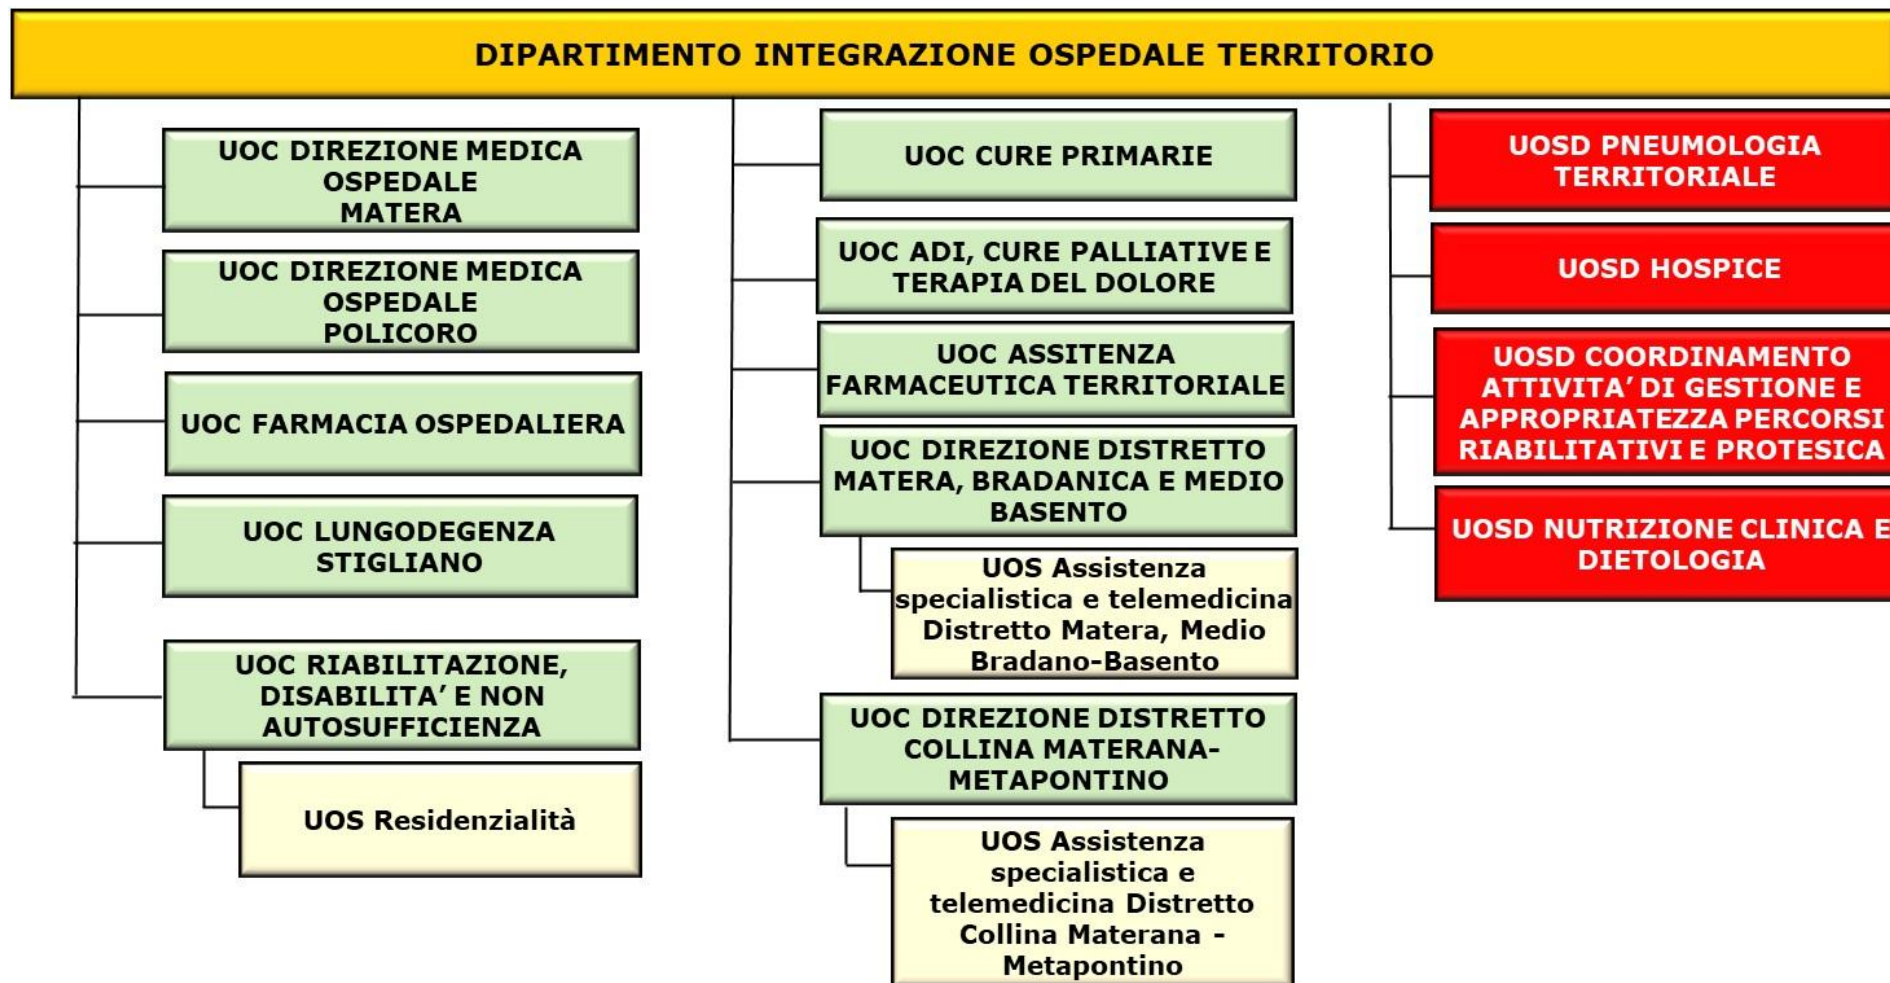 DIPARTIMENTO INTEGRAZIONE OSPEDALE TERRITORIO
UOC DIREZIONE MEDICA
OSPEDALE
MATERA
UOC DIREZIONE MEDICA
OSPEDALE
POLICORO
UOC FARMACIA OSPEDALIERA
UOC LUNGODEGENZA
STIGLIANO
UOC RIABILITAZIONE,
DISABILITA’ E NON
AUTOSUFFICIENZA
UOS Residenzialità
UOC CURE PRIMARIE
UOC ADI, CURE PALLIATIVE E
TERAPIA DEL DOLORE
UOC ASSITENZA
FARMACEUTICA TERRITORIALE
UOC DIREZIONE DISTRETTO
MATERA, BRADANICA E MEDIO
BASENTO
UOS Assistenza
specialistica e telemedicina
Distretto Matera, Medio
Bradano-Basento
UOC DIREZIONE DISTRETTO
COLLINA MATERANA-
METAPONTINO
UOS Assistenza
specialistica e
telemedicina Distretto
Collina Materana -
Metapontino
UOSD PNEUMOLOGIA
TERRITORIALE
UOSD HOSPICE
UOSD COORDINAMENTO
ATTIVITA’ DI GESTIONE E
APPROPRIATEZZA PERCORSI
RIABILITATIVI E PROTESICA
UOSD NUTRIZIONE CLINICA E
DIETOLOGIA